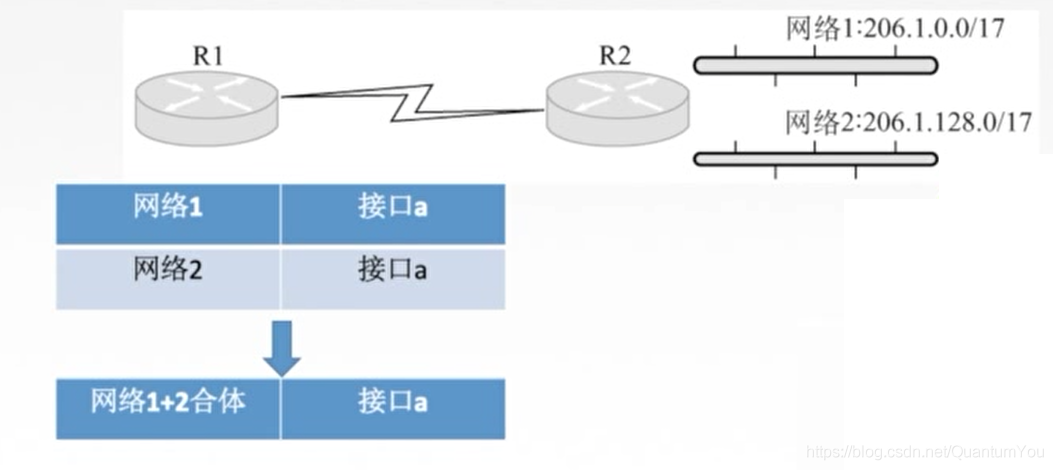 R1
R2
网络1:206.1.0.0/17
网络2:206.1.128.0/17
网络1 接口a
网络2 接口a
网络1+2合体 接口a
https://blog.csdn.net/QuantumYou